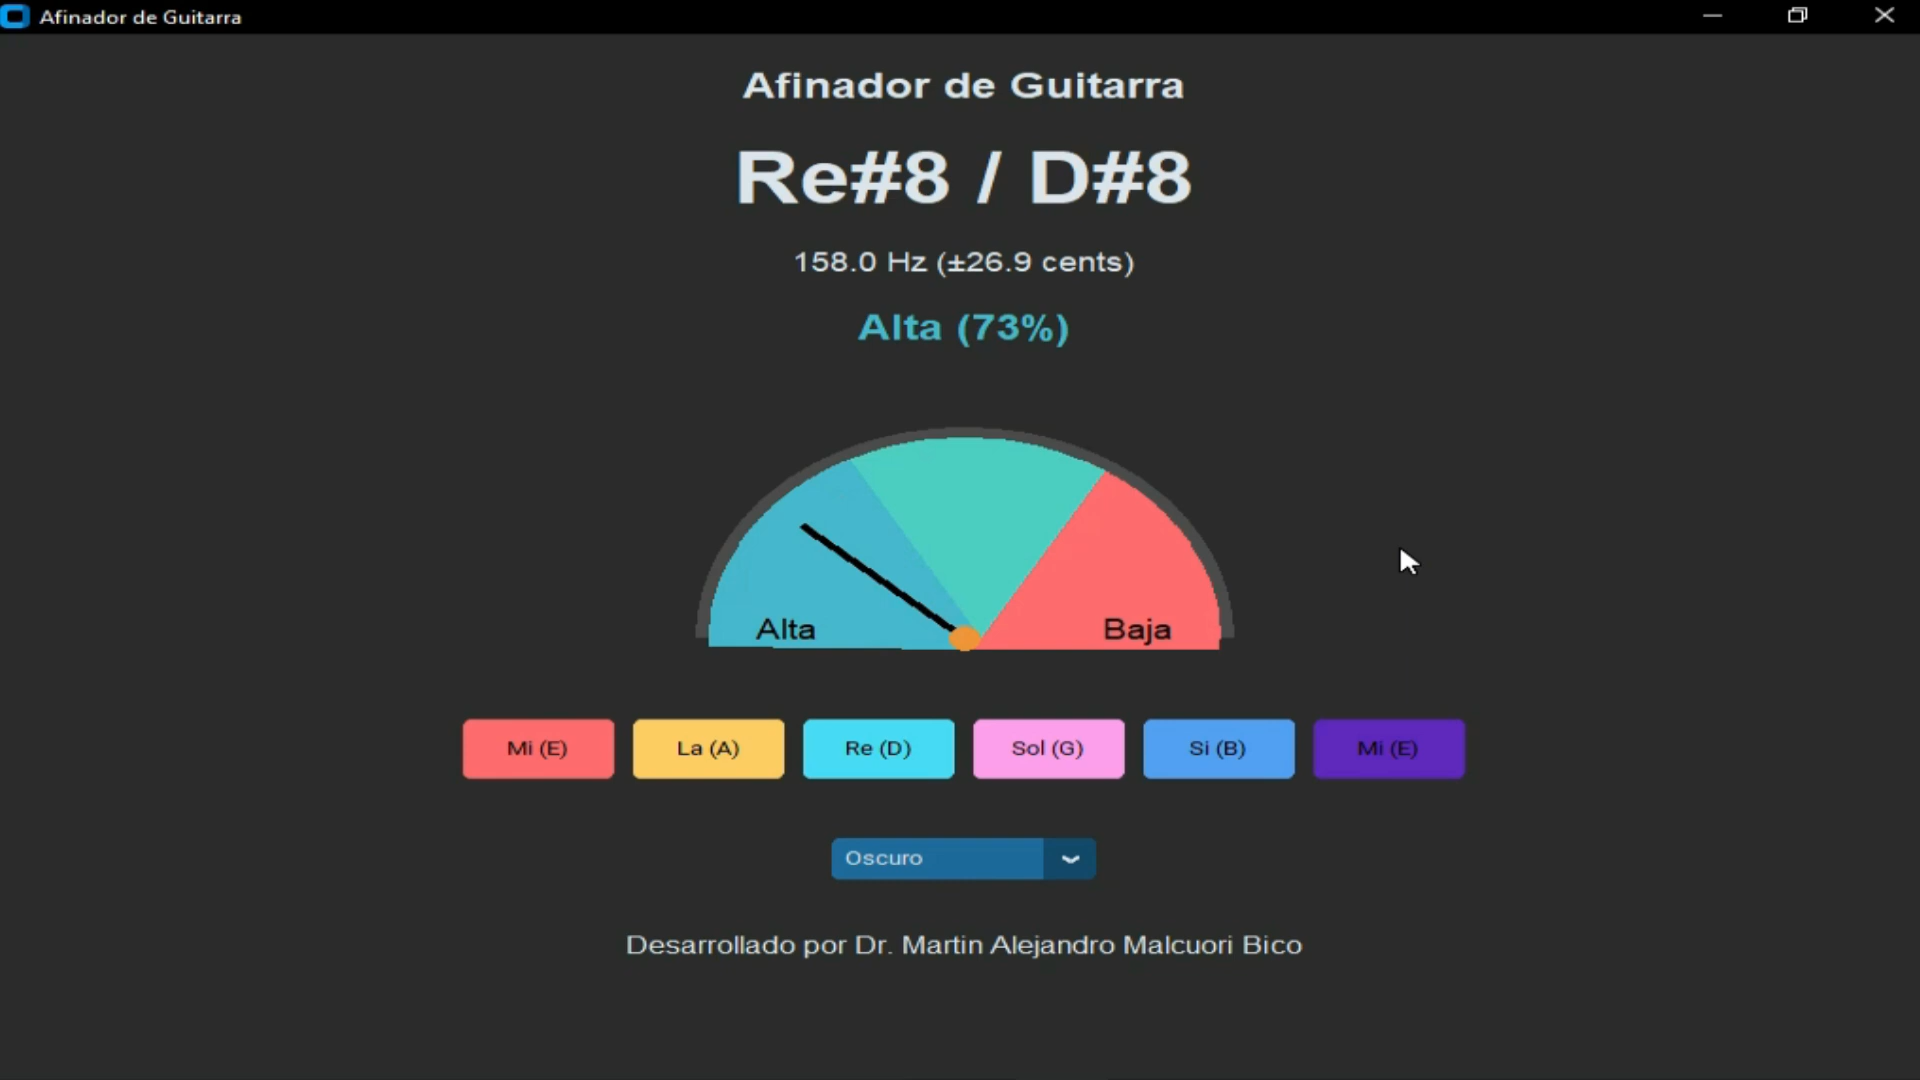 Afinador de Guitarra
Afinador de Guitarra
Re#8 / D#8
158.0 Hz (±26.9 cents)
Alta (73%)
Alta
Baja
Mi (E)
La (A)
Re (D)
Sol (G)
Si (B)
Mi (E)
Oscuro
Desarrollado por Dr. Martin Alejandro Malcuori Bico